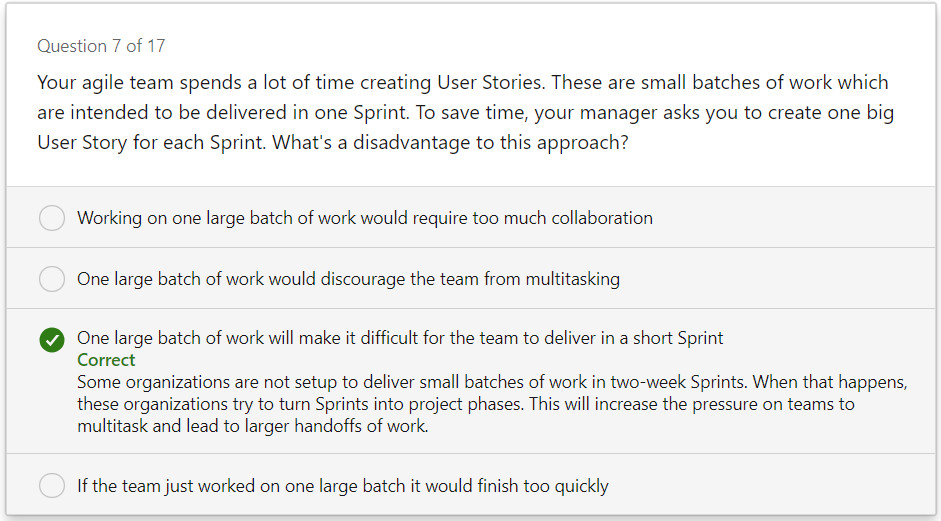 Question 7 of 17
Your agile team spends a lot of time creating User Stories. These are small batches of work which
are intended to be delivered in one Sprint. To save time, your manager asks you to create one big
User Story for each Sprint. What's a disadvantage to this approach?
Working on one large batch of work would require too much collaboration
One large batch of work would discourage the team from multitasking
One large batch of work will make it difficult for the team to deliver in a short Sprint
Correct
Some organizations are not setup to deliver small batches of work in two-week Sprints. When that happens,
these organizations try to turn Sprints into project phases. This will increase the pressure on teams to
multitask and lead to larger handoffs of work.
If the team just worked on one large batch it would finish too quickly